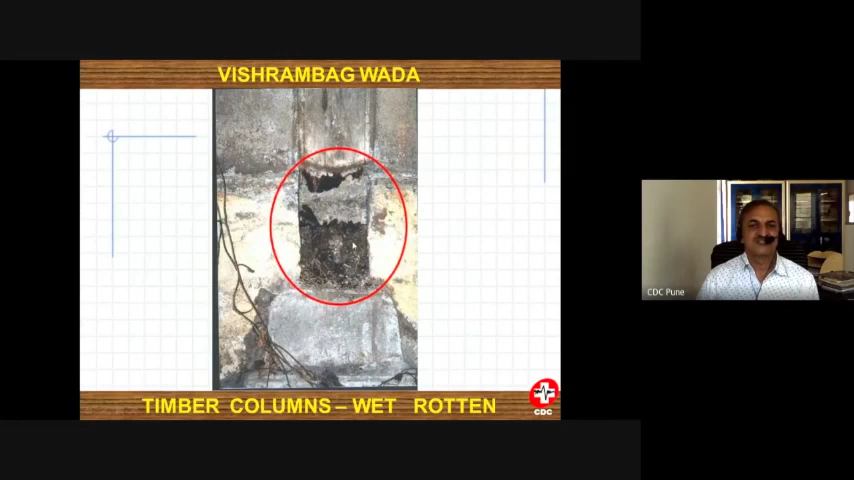 VISHRAMBAG WADA
TIMBER COLUMNS – WET ROTTEN
CDC
CDC Pune